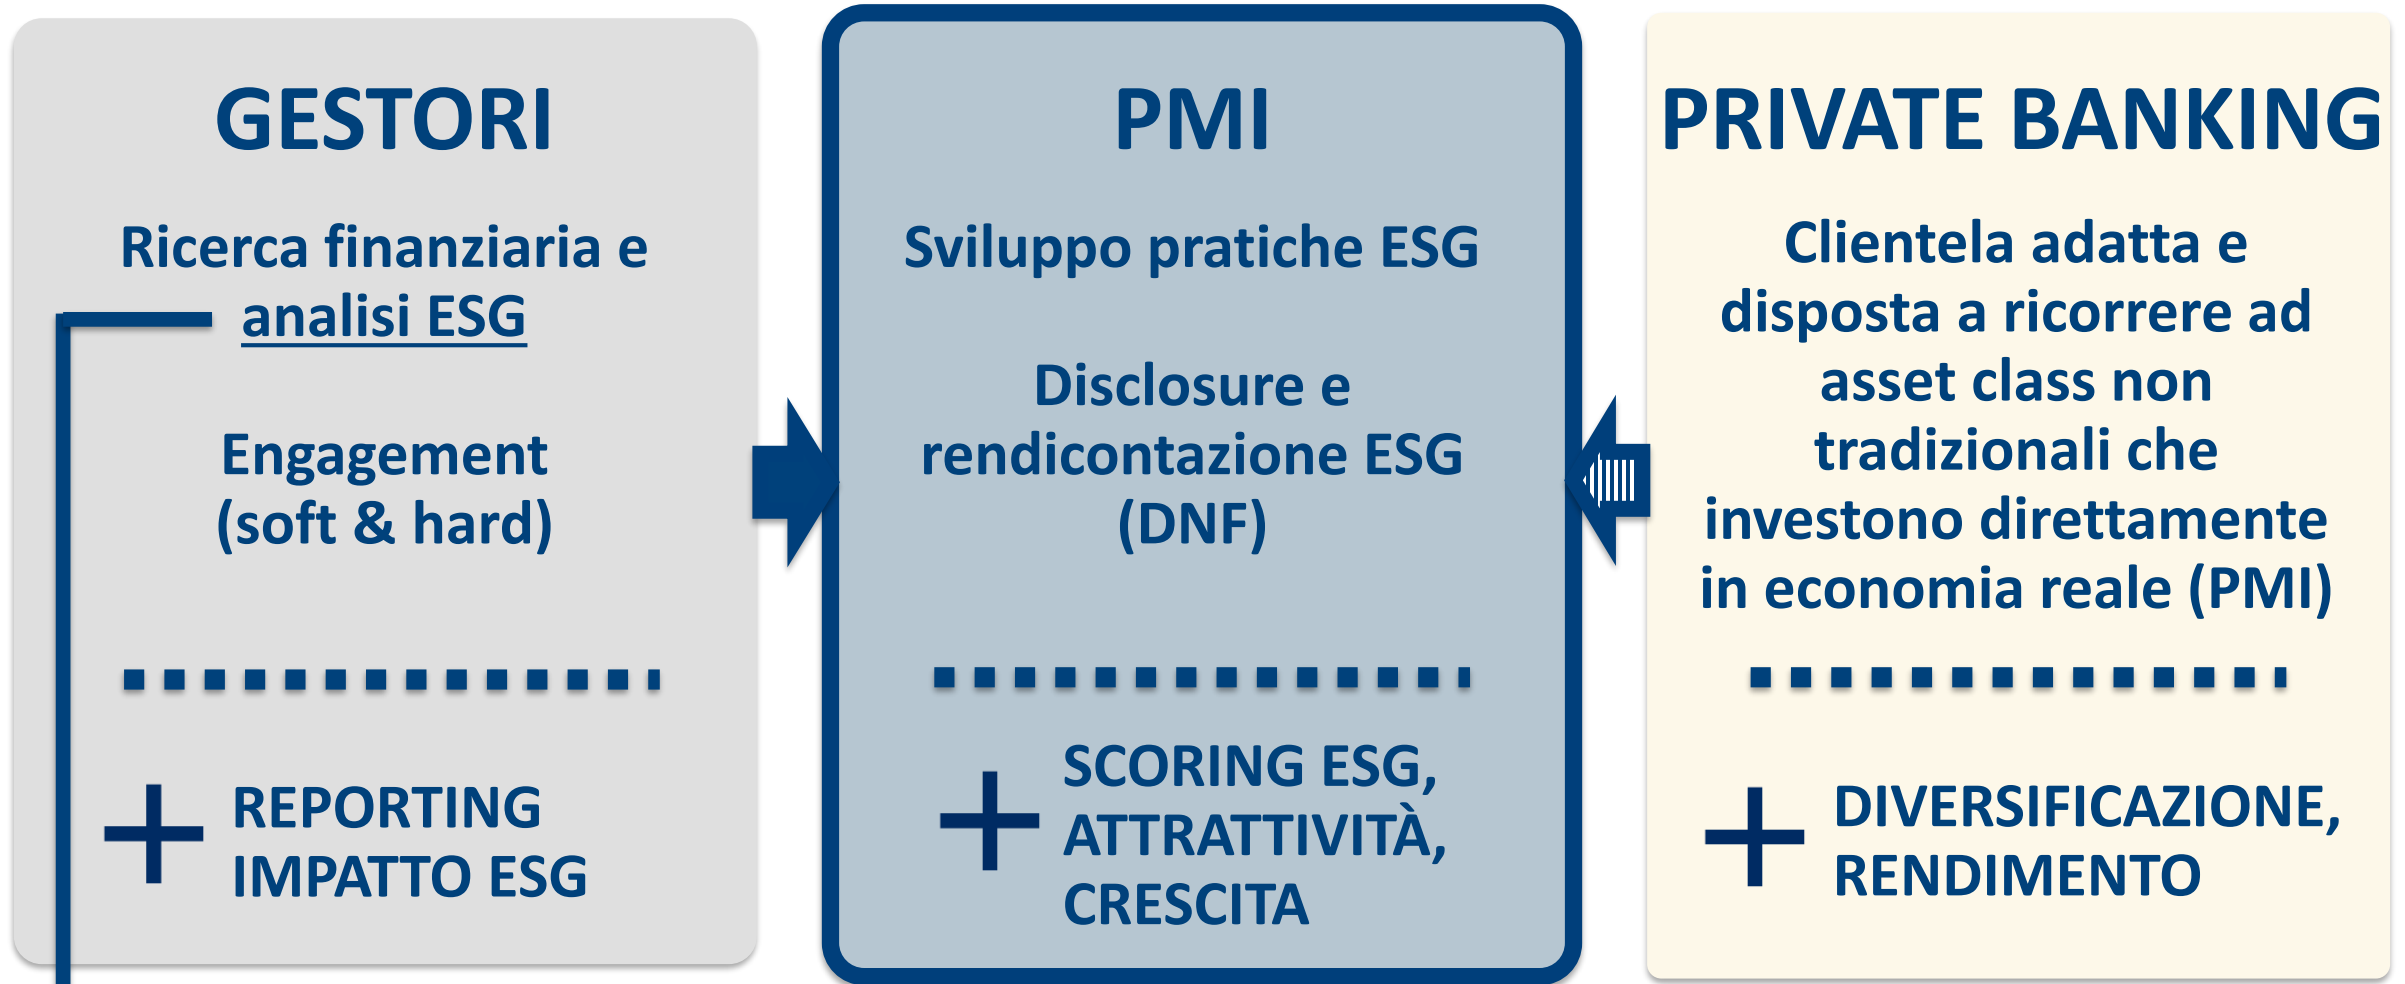 GESTORI
Ricerca finanziaria e
analisi ESG
Engagement
(soft & hard)
REPORTING
IMPATTO ESG
PMI
Sviluppo pratiche ESG
Disclosure e
rendicontazione ESG
(DNF)
SCORING ESG,
ATTRATTIVITÀ,
CRESCITA
PRIVATE BANKING
Clientela adatta e
disposta a ricorrere ad
asset class non
tradizionali che
investono direttamente
in economia reale (PMI)
DIVERSIFICAZIONE,
RENDIMENTO